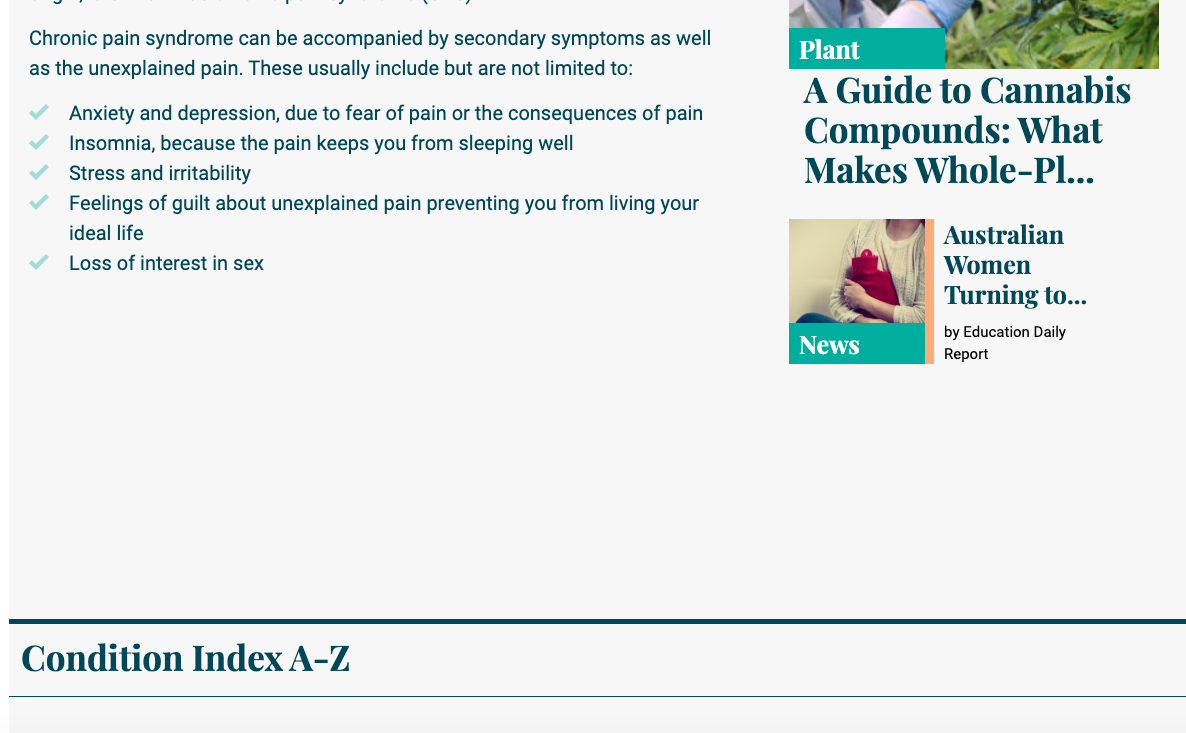 Chronic pain syndrome can be accompanied by secondary symptoms as well
as the unexplained pain. These usually include but are not limited to:
Anxiety and depression, due to fear of pain or the consequences of pain
Insomnia, because the pain keeps you from sleeping well
Stress and irritability
Feelings of guilt about unexplained pain preventing you from living your
ideal life
Loss of interest in sex
Plant
A Guide to Cannabis
Compounds: What
Makes Whole-Pl...
News
Australian
Women
Turning to...
by Education Daily
Report
Condition Index A-Z